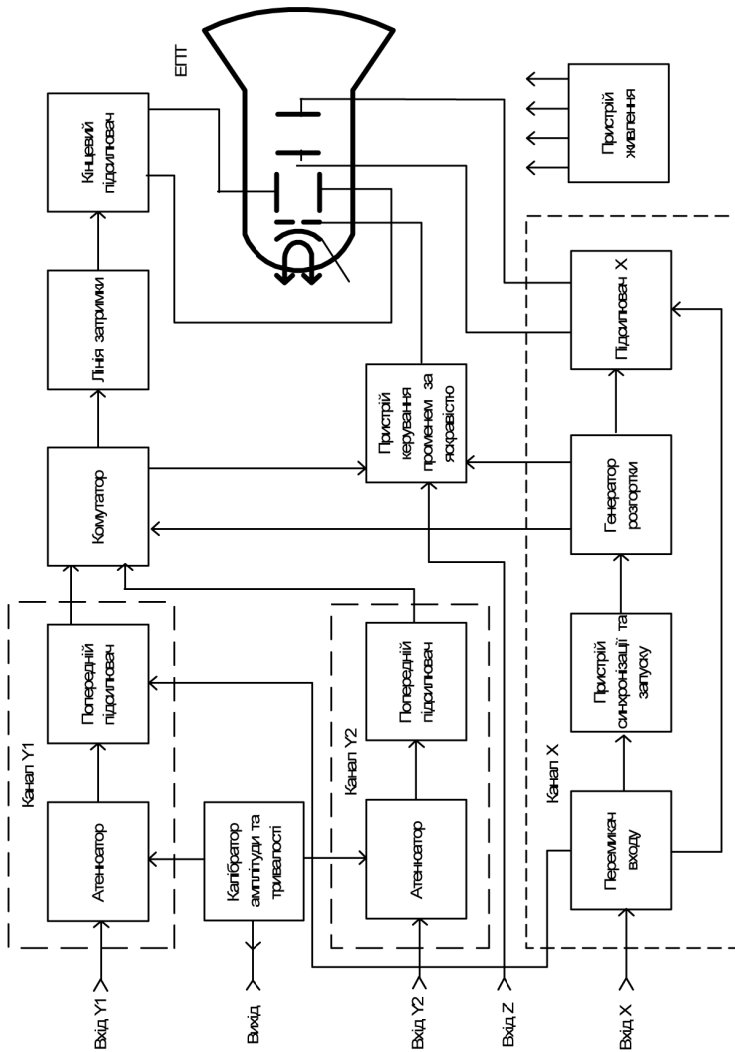 Вхід Y1
Канал Y1
Атенюатор
Попередній
підсилювач
Комутатор
Лінія затримки
Кінцевий
підсилювач
ЕПТ
Вихід
Калібратор
амплітуди та
тривалості
Вхід Y2
Канал Y2
Атенюатор
Попередній
підсилювач
Пристрій
керування
променем за
яскравістю
Вхід Z
Вхід X
Канал X
Перемикач
входу
Пристрій
синхронізації та
запуску
Генератор
розгортки
Підсилювач X
Пристрій
живлення